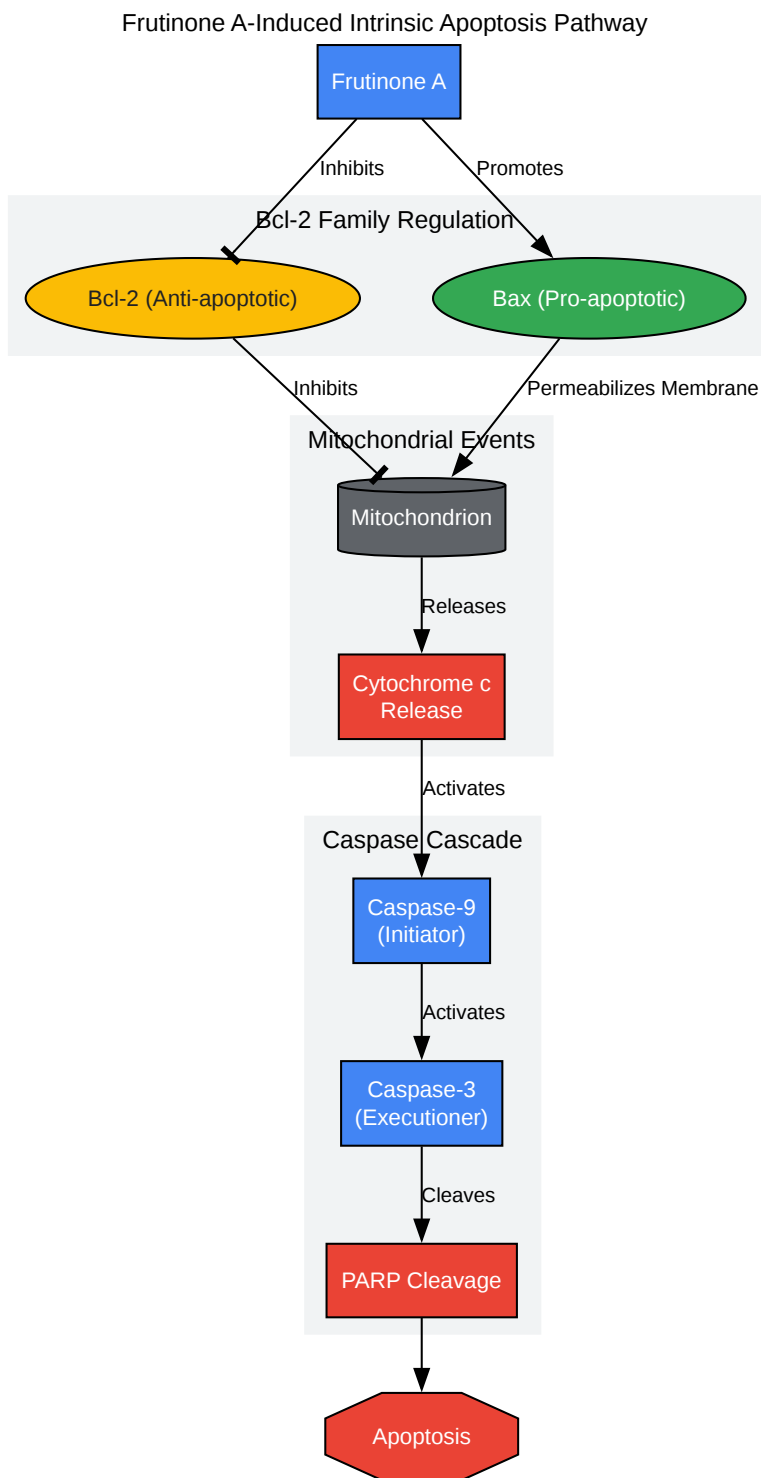 Frutinone A-Induced Intrinsic Apoptosis Pathway
Frutinone A
Inhibits
Promotes
Bcl-2 Family Regulation
Bcl-2 (Anti-apoptotic)
Bax (Pro-apoptotic)
Inhibits
Permeabilizes Membrane
Mitochondrial Events
Mitochondrion
Releases
Cytochrome c
Release
Activates
Caspase Cascade
Caspase-9
(Initiator)
Activates
Caspase-3
(Executioner)
Cleaves
PARP Cleavage
Apoptosis